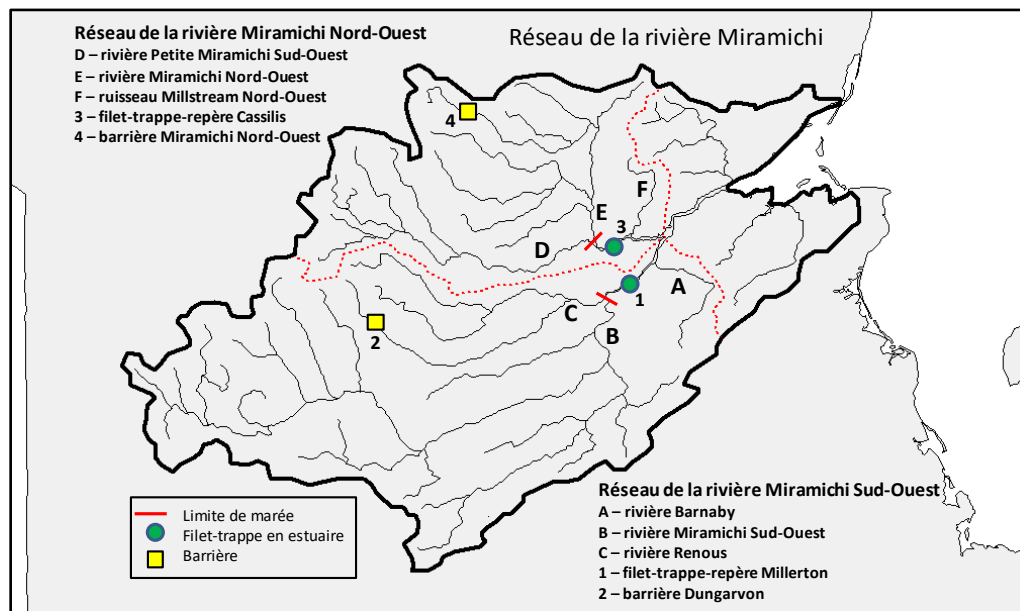 Réseau de la rivière Miramichi Nord-Ouest
D – rivière Petite Miramichi Sud-Ouest
E – rivière Miramichi Nord-Ouest
F – ruisseau Millstream Nord-Ouest
3 – filet-trappe-repère Cassilis
4 – barrière Miramichi Nord-Ouest
Réseau de la rivière Miramichi
4
F
E
3
D
A
1
C
B
2
Limite de marée
Filet-trappe en estuaire
Barrière
Réseau de la rivière Miramichi Sud-Ouest
A – rivière Barnaby
B – rivière Miramichi Sud-Ouest
C – rivière Renous
1 – filet-trappe-repère Millerton
2 – barrière Dungarvon